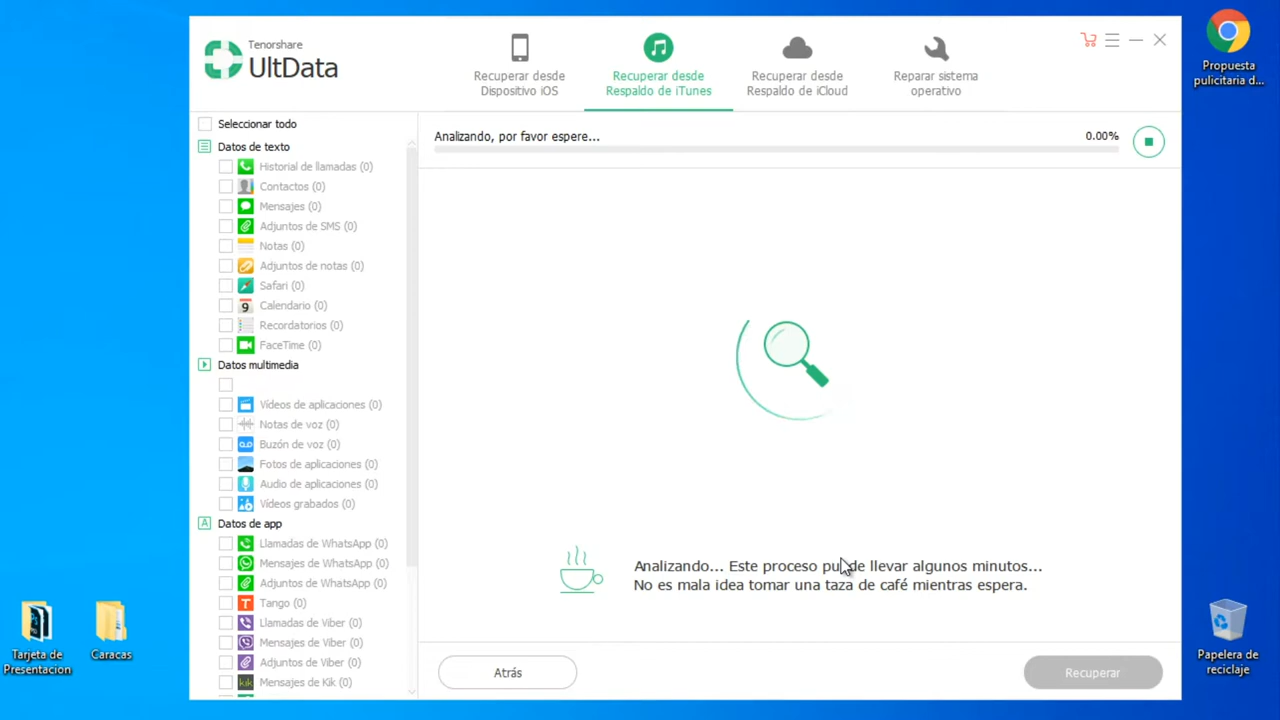 Tenorshare
UltData
Recuperar desde
Dispositivo iOS
Recuperar desde
Respaldo de iTunes
Recuperar desde
Respaldo de iCloud
Reparar sistema
operativo
Propuesta
pulicitaria d...
Seleccionar todo
Analizando, por favor espere...
0.00%
Datos de texto
Historial de llamadas (0)
Contactos (0)
Mensajes (0)
Adjuntos de SMS (0)
Notas (0)
Adjuntos de notas (0)
Safari (0)
9
Calendario (0)
Recordatorios (0)
FaceTime (0)
Datos multimedia
Vídeos de aplicaciones (0)
Notas de voz (0)
Buzón de voz (0)
Fotos de aplicaciones (0)
Audio de aplicaciones (0)
Vídeos grabados (0)
A Datos de app
Llamadas de WhatsApp (0)
Mensajes de WhatsApp (0)
Adjuntos de WhatsApp (0)
Tango (0)
Llamadas de Viber (0)
Mensajes de Viber (0)
Adjuntos de Viber (0)
kik Mensajes de Kik (0)
Analizando... Este proceso puede llevar algunos minutos...
No es mala idea tomar una taza de café mientras espera.
Atrás
Recuperar
Tarjeta de
Presentacion
Caracas
Papelera de
reciclaje